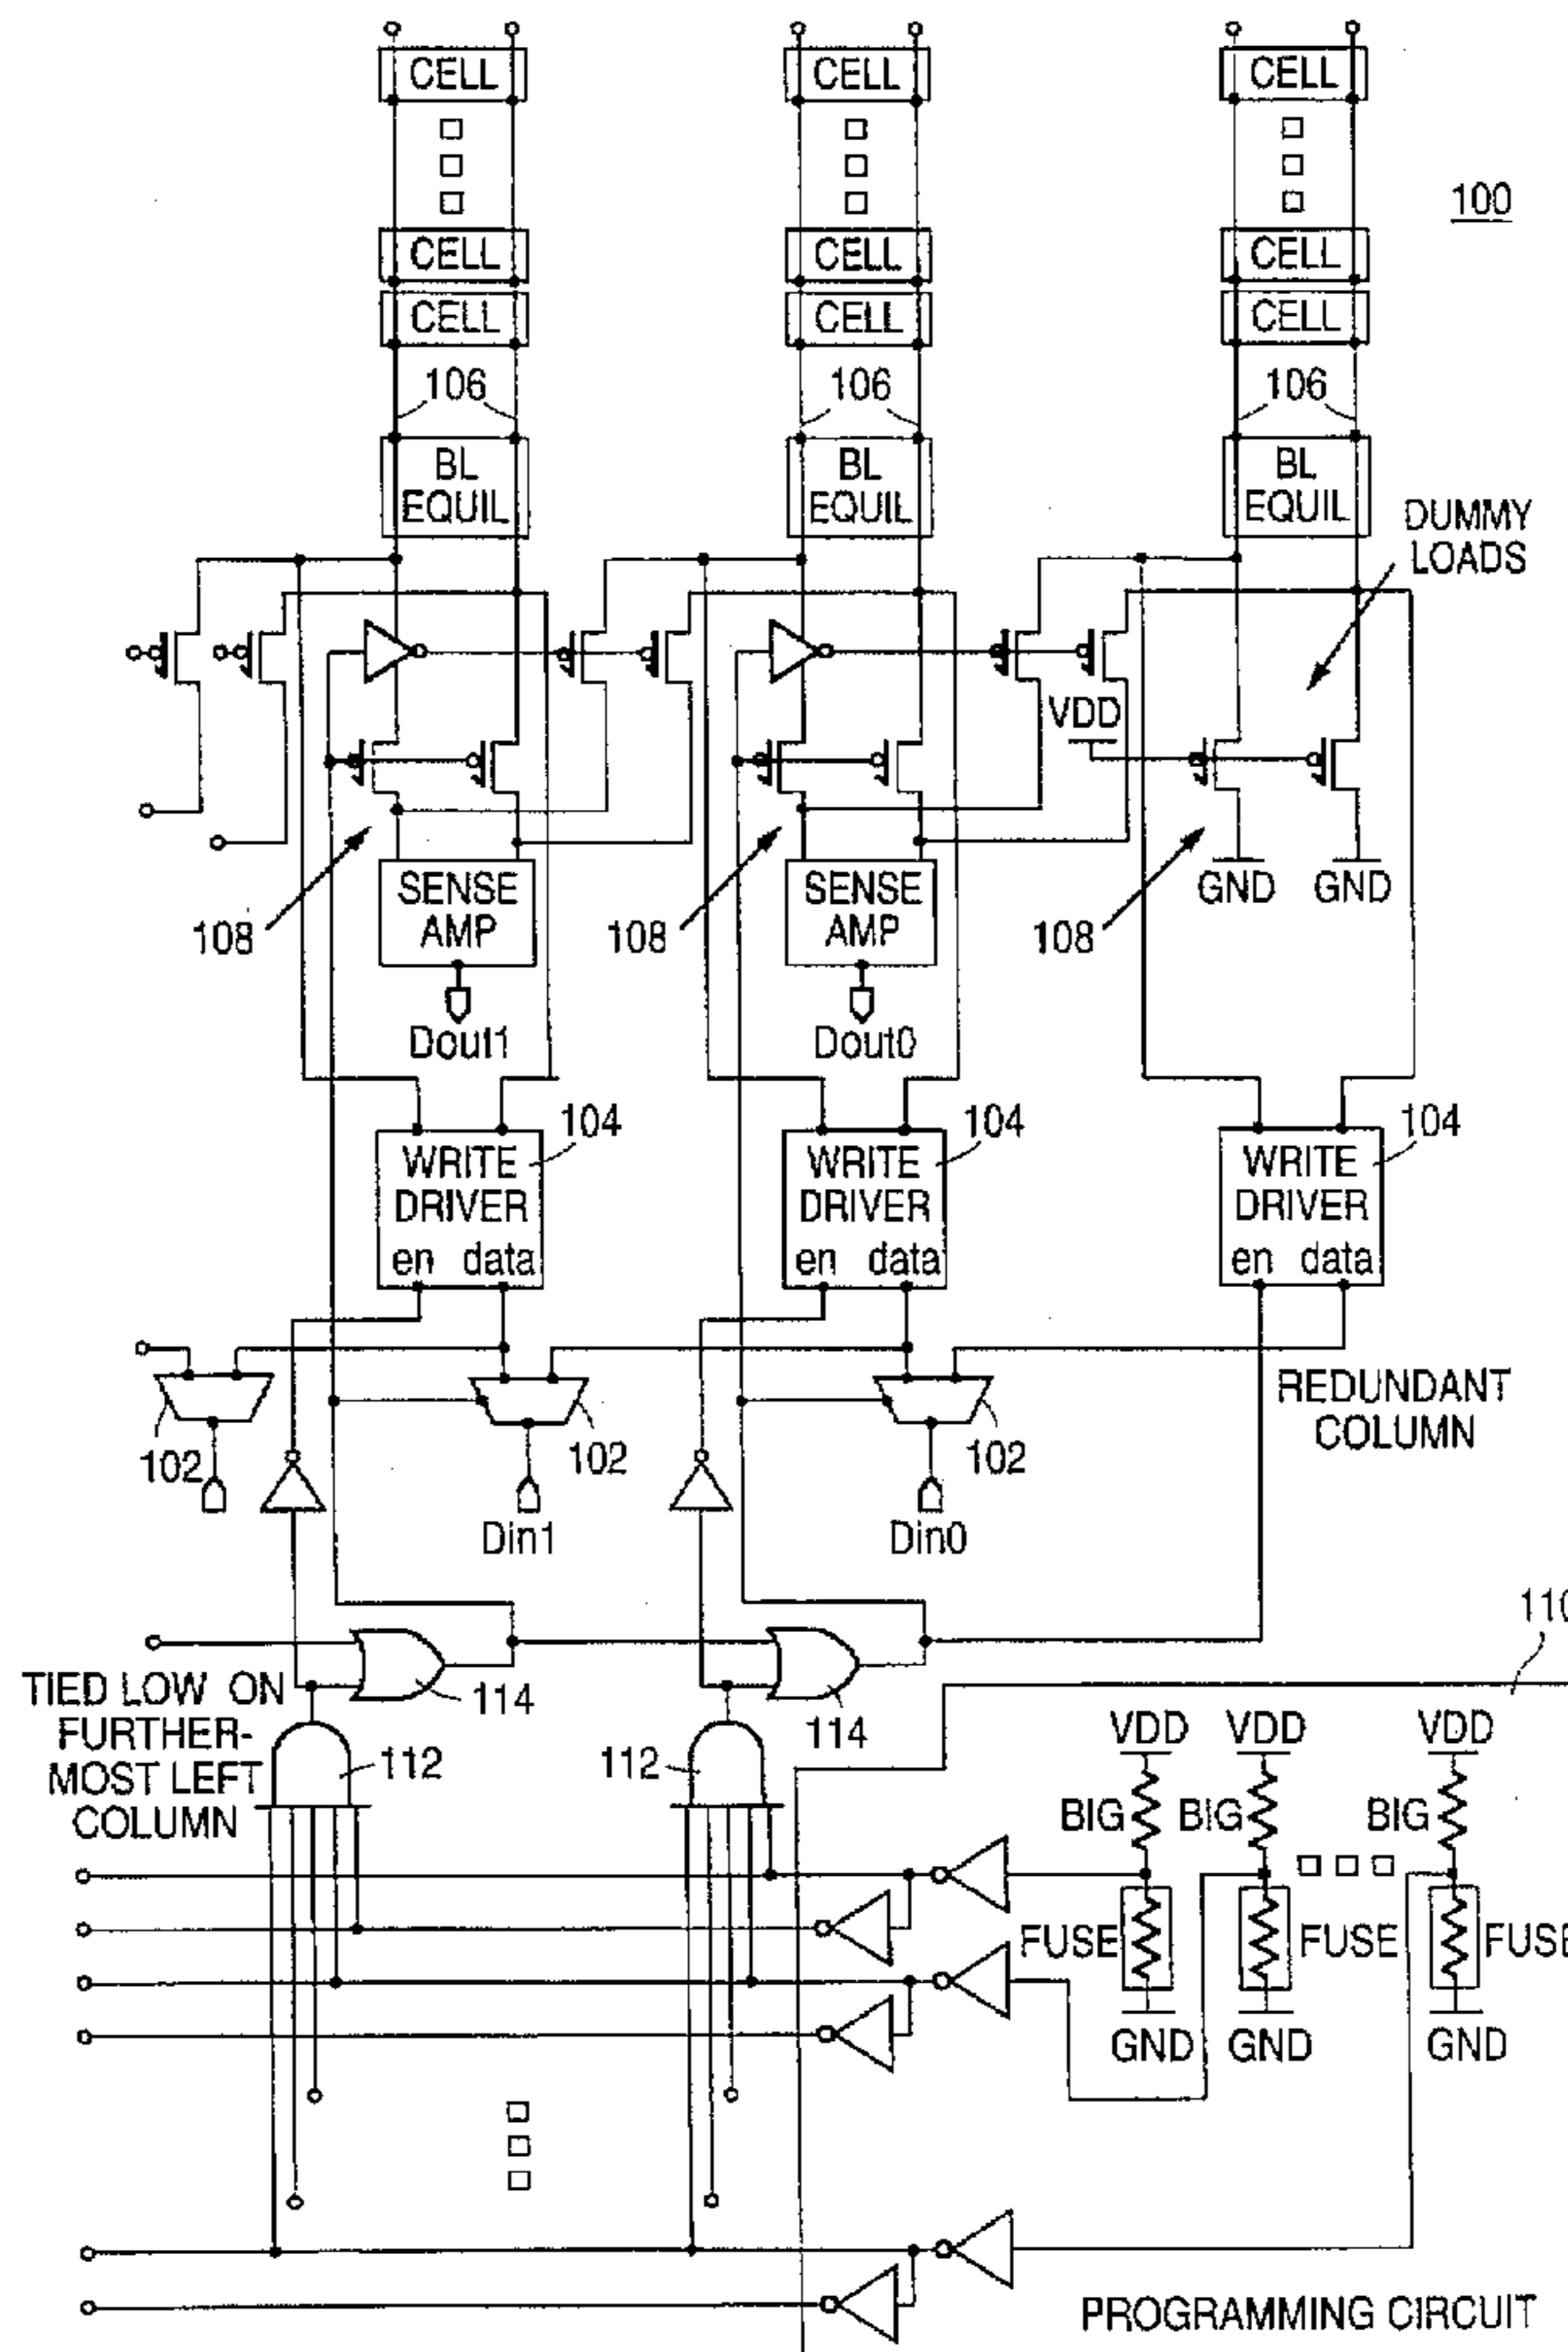 CELL CELL CELL
100
CELL CELL CELL
CELL CELL CELL
106 106 106
BL EQUIL
BL EQUIL
BL EQUIL
DUMMY
LOADS
VDD
SENSE AMP
SENSE AMP
GND GND
108 108 108
Dout1 Dout0
104 104 104
WRITE DRIVER
en data
WRITE DRIVER
en data
WRITE DRIVER
en data
REDUNDANT
COLUMN
102 102 102
Din1 Din0
110
TIED LOW ON
FURTHER-
MOST LEFT
COLUMN
114 114
112 112
VDD VDD VDD
BIG BIG BIG
FUSE FUSE FUSE
GND GND GND
PROGRAMMING CIRCUIT